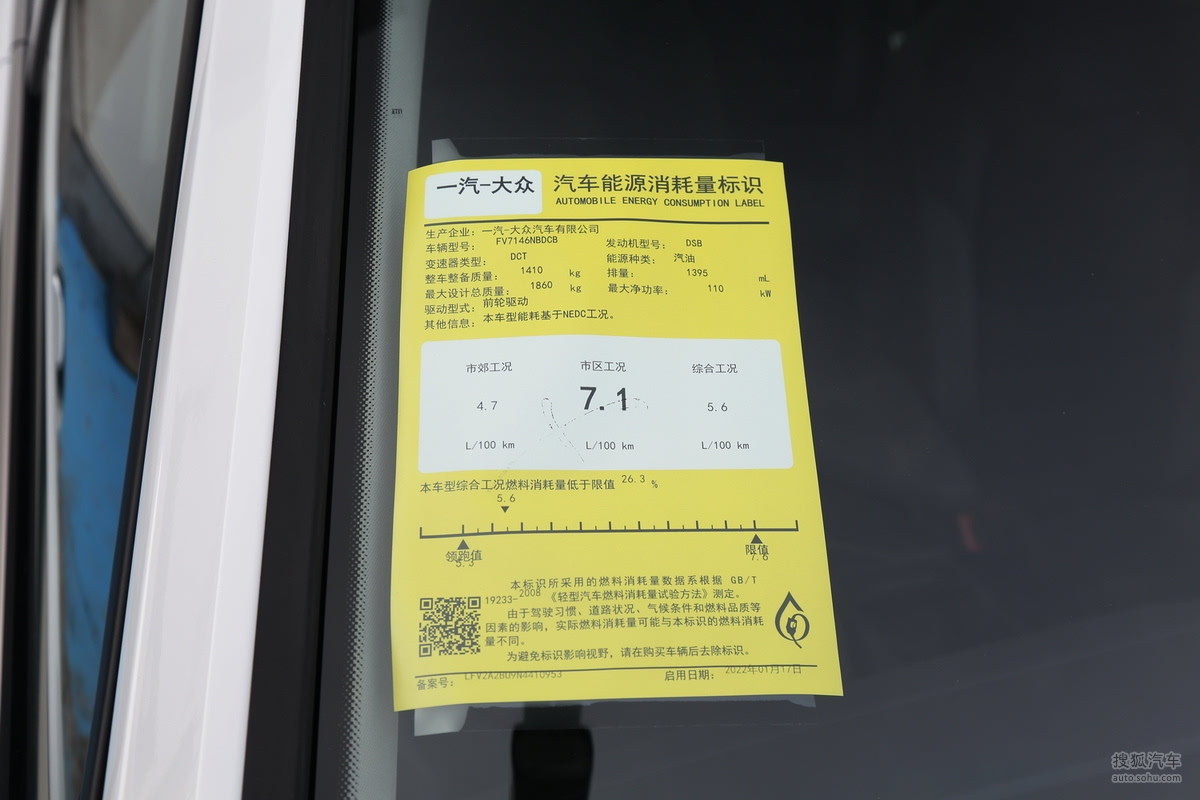 一汽-大众 汽车能源消耗量标识
AUTOMOBILE ENERGY CONSUMPTION LABEL
生产企业: 一汽-大众汽车有限公司
车辆型号: FV7146NBDCB 发动机型号: DSB
变速器类型: DCT 能源种类: 汽油
整车整备质量: 1410 kg 排量: 1395 mL
最大设计总质量: 1860 kg 最大净功率: 110 kW
驱动型式: 前轮驱动
其他信息: 本车型能耗基于NEDC工况。
市郊工况 市区工况 综合工况
4.7 7.1 5.6
L/100 km L/100 km L/100 km
本车型综合工况燃料消耗量低于限值 26.3 %
5.6
领跑值 限值
5.3 7.6
本标识所采用的燃料消耗量数据系根据 GB/T
19233-2008 《轻型汽车燃料消耗量试验方法》测定。
由于驾驶习惯、道路状况、气候条件和燃料品质等
因素的影响,实际燃料消耗量可能与本标识的燃料消耗
量不同。
为避免标识影响视野,请在购买车辆后去除标识。
备案号: LFV2A2BU9N4410953 启用日期: 2022年01月17日
搜狐汽车
auto.sohu.com